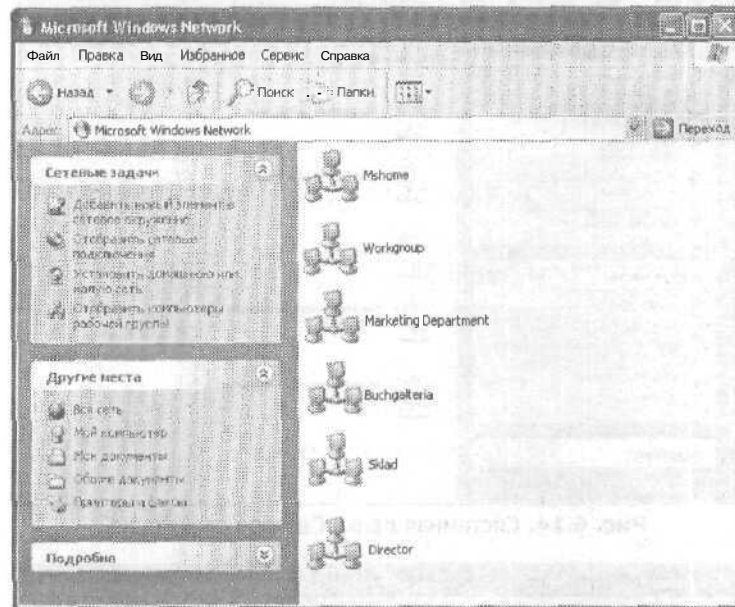 Microsoft Windows Network
Файл Правка Вид Избранное Сервис Справка
Назад Поиск Папки
Адрес: Microsoft Windows Network Переход
Сетевые задачи
Добавить новый элемент в
сетевое окружение
Отобразить сетевые
подключения
Установить домашнюю или
малую сеть
Отобразить компьютеры
рабочей группы
Другие места
Вся сеть
Мой компьютер
Мои документы
Общие документы
Принтеры и факсы
Подробно
Mshome
Workgroup
Marketing Department
Buchgalteria
Sklad
Director